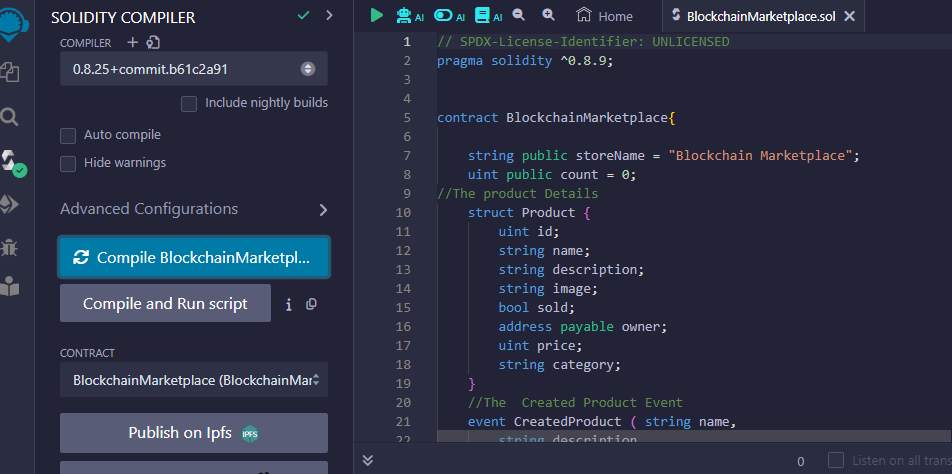 SOLIDITY COMPILER
COMPILER
0.8.25+commit.b61c2a91
Include nightly builds
Auto compile
Hide warnings
Advanced Configurations
Compile BlockchainMarketpl...
Compile and Run script
CONTRACT
BlockchainMarketplace (BlockchainMar
Publish on Ipfs IPFS
AI AI AI Home BlockchainMarketplace.sol
1 // SPDX-License-Identifier: UNLICENSED
2 pragma solidity ^0.8.9;
3
4
5 contract BlockchainMarketplace{
6
7 string public storeName = "Blockchain Marketplace";
8 uint public count = 0;
9 //The product Details
10 struct Product {
11 uint id;
12 string name;
13 string description;
14 string image;
15 bool sold;
16 address payable owner;
17 uint price;
18 string category;
19 }
20 //The  Created Product Event
21 event CreatedProduct ( string name,
22 string description
0 Listen on all trans